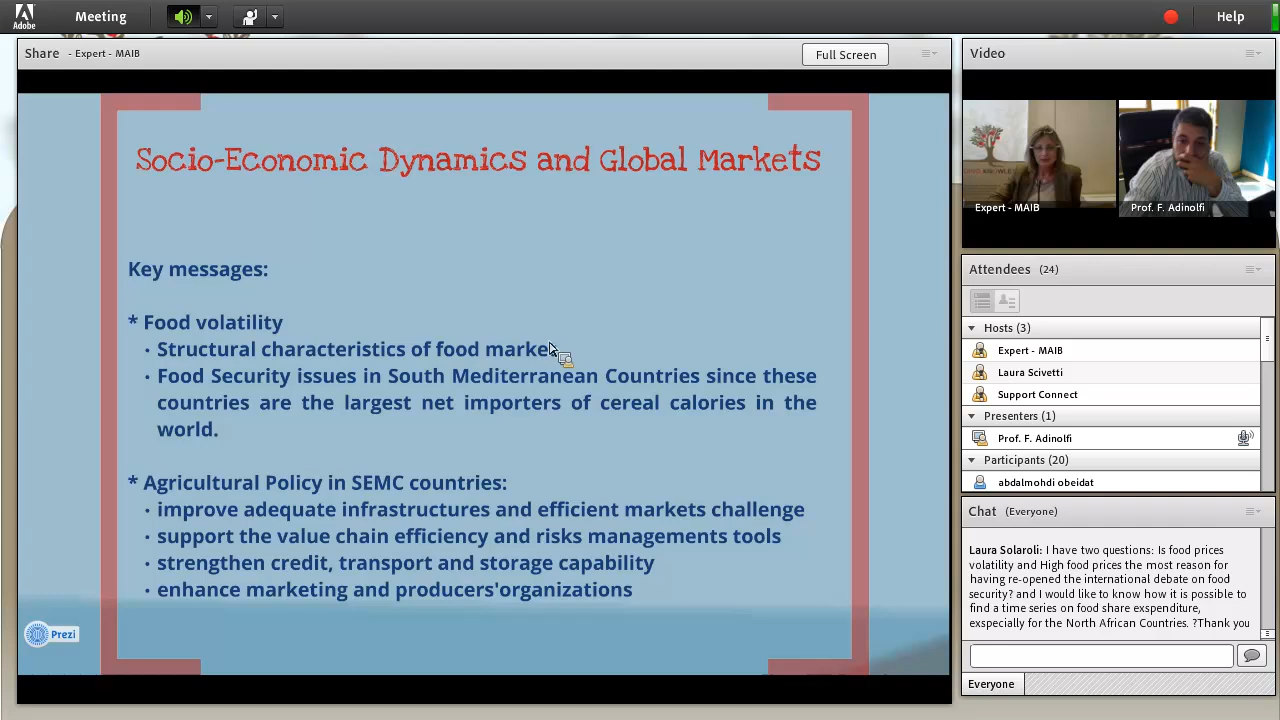 Adobe
Meeting
Help
Share - Expert - MAIB
Full Screen
Socio-Economic Dynamics and Global Markets
Key messages:
* Food volatility
· Structural characteristics of food marke
· Food Security issues in South Mediterranean Countries since these
countries are the largest net importers of cereal calories in the
world.
* Agricultural Policy in SEMC countries:
· improve adequate infrastructures and efficient markets challenge
· support the value chain efficiency and risks managements tools
· strengthen credit, transport and storage capability
· enhance marketing and producers'organizations
Prezi
Video
Expert - MAIB
Prof. F. Adinolfi
Attendees (24)
Hosts (3)
Expert - MAIB
Laura Scivetti
Support Connect
Presenters (1)
Prof. F. Adinolfi
Participants (20)
abdalmohdi obeidat
Chat (Everyone)
Laura Solaroli: I have two questions: Is food prices
volatility and High food prices the most reason for
having re-opened the international debate on food
security? and I would like to know how it is possible to
find a time series on food share expenditure,
exspecially for the North African Countries. ?Thank you
Everyone